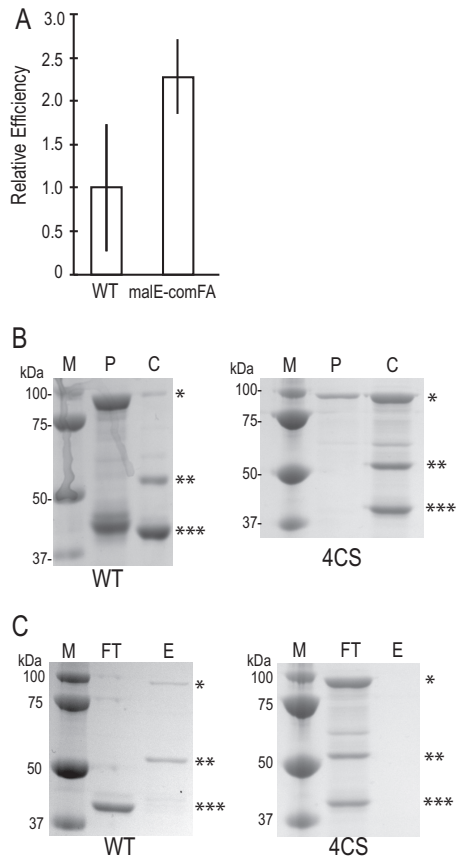 A
3.0
2.5
2.0
1.5
1.0
0.5
0
Relative Efficiency
WT malE-comFA
B
kDa M P C
100- *
75-
**
50-
***
37-
WT
kDa M P C
100- *
75-
**
50-
***
37-
4CS
C
kDa M FT E
100 *
75
**
50
***
37
WT
kDa M FT E
100 *
75
**
50
***
37
4CS